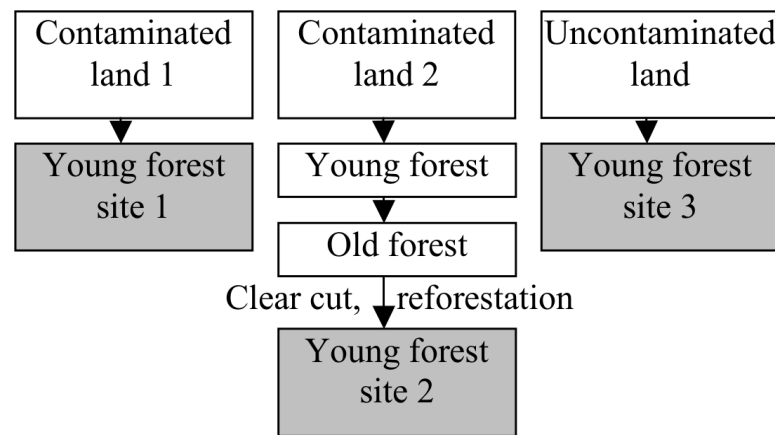 Contaminated
land 1
Contaminated
land 2
Uncontaminated
land
Young forest
site 1
Young forest
Young forest
site 3
Old forest
Clear cut, reforestation
Young forest
site 2